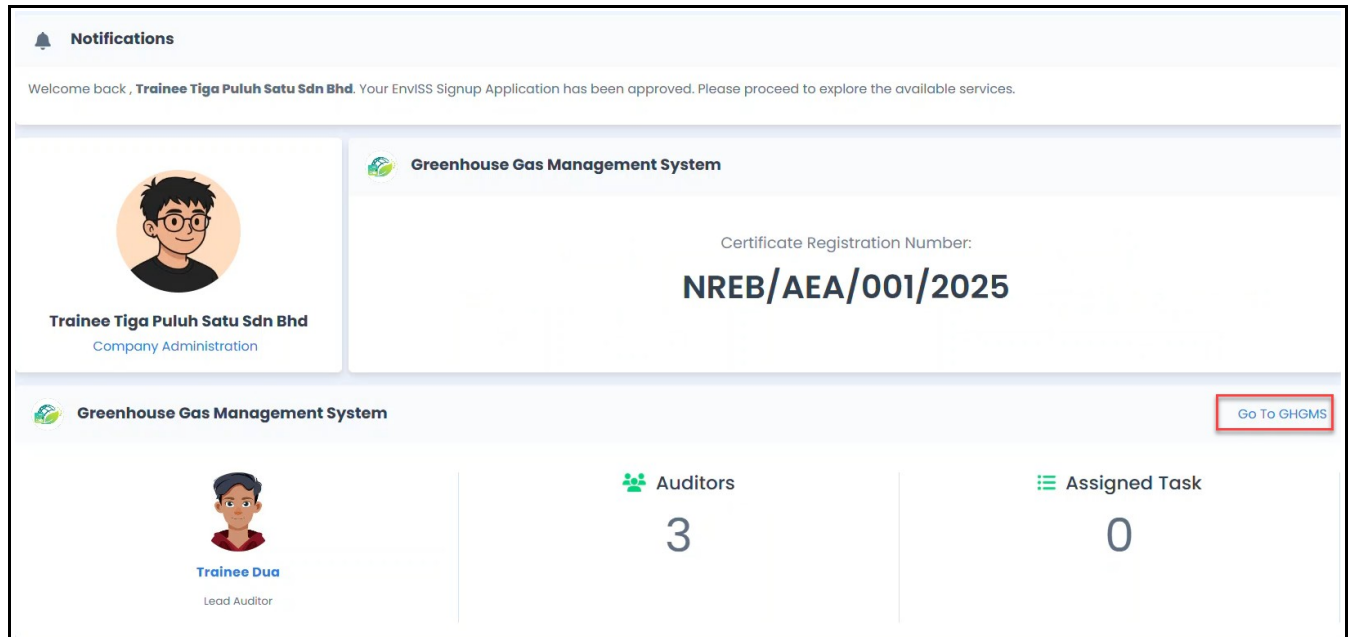 Notifications
Welcome back , Trainee Tiga Puluh Satu Sdn Bhd. Your EnvISS Signup Application has been approved. Please proceed to explore the available services.
Greenhouse Gas Management System
Certificate Registration Number:
NREB/AEA/001/2025
Trainee Tiga Puluh Satu Sdn Bhd
Company Administration
Greenhouse Gas Management System
Go To GHGMS
Trainee Dua
Lead Auditor
Auditors
3
Assigned Task
0